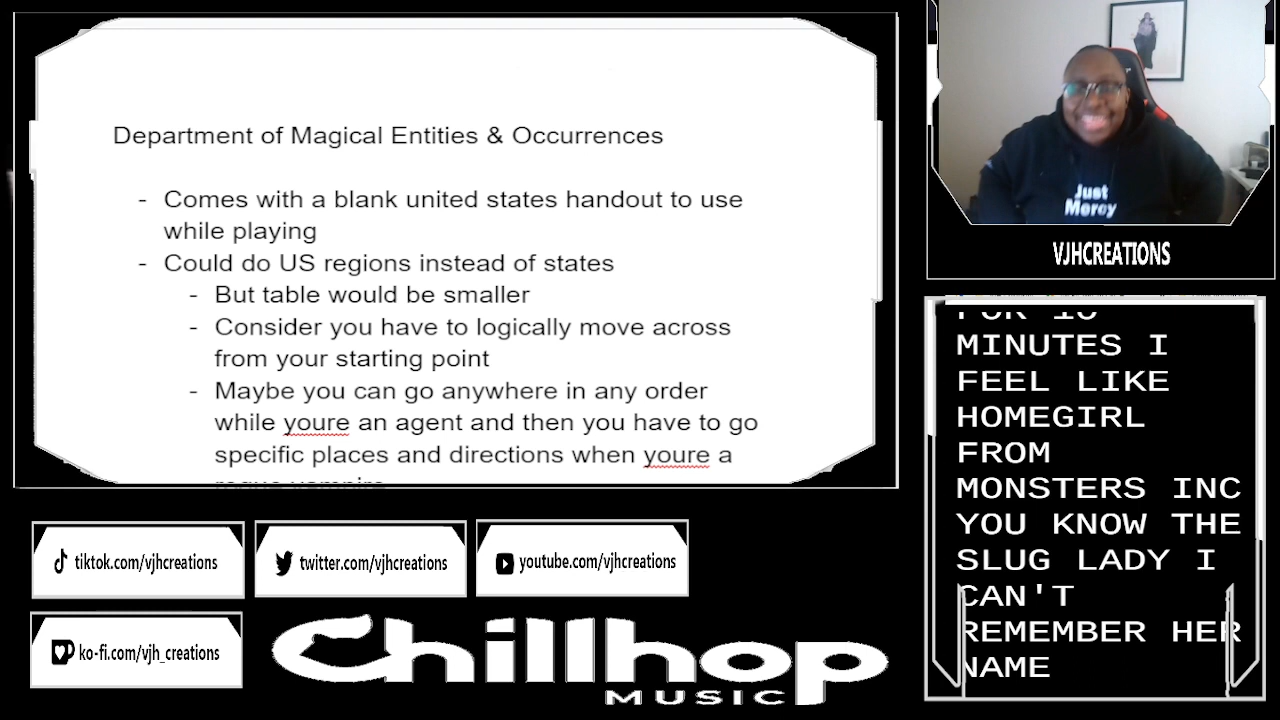 Department of Magical Entities & Occurrences
- Comes with a blank united states handout to use
while playing
- Could do US regions instead of states
- But table would be smaller
- Consider you have to logically move across
from your starting point
- Maybe you can go anywhere in any order
while youre an agent and then you have to go
specific places and directions when youre a
Just
Mercy
VJHCREATIONS
MINUTES I
FEEL LIKE
HOMEGIRL
FROM
MONSTERS INC
YOU KNOW THE
SLUG LADY I
CAN'T
REMEMBER HER
NAME
tiktok.com/vjhcreations
twitter.com/vjhcreations
youtube.com/vjhcreations
ko-fi.com/vjh_creations
Chillhop
MUSIC